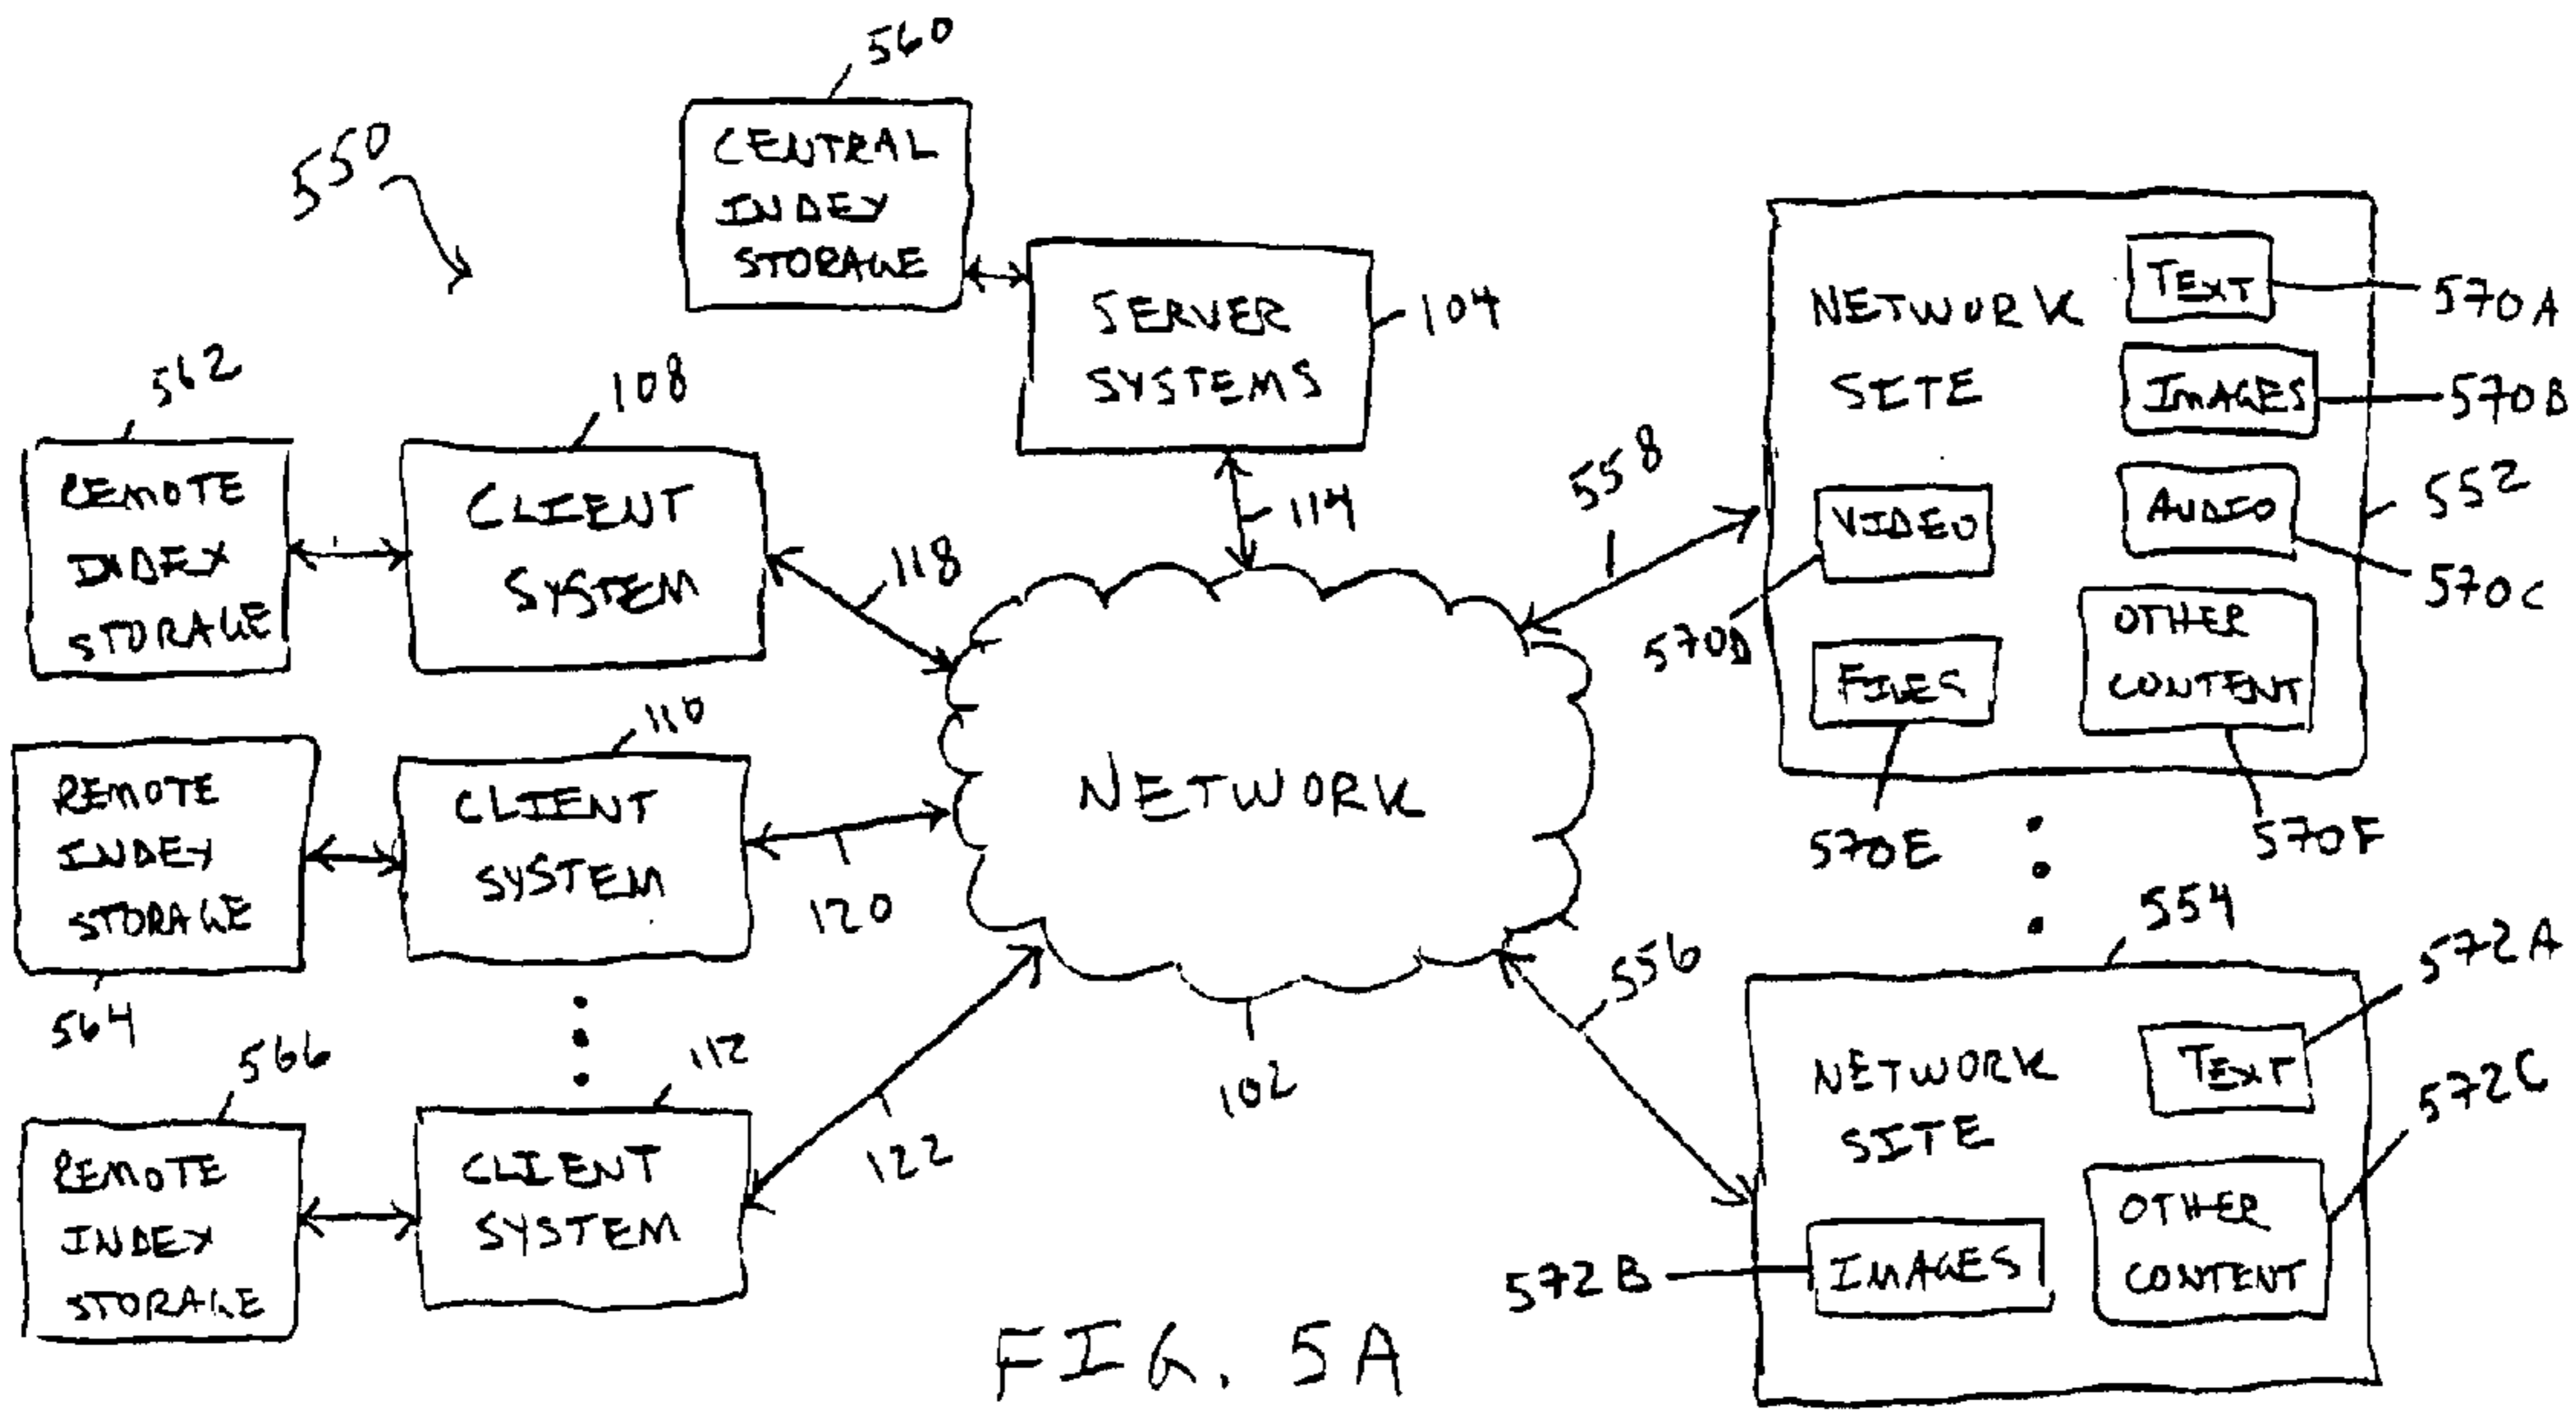 560
CENTRAL
INDEX
STORAGE
550
SERVER
SYSTEMS
104
114
562
REMOTE
INDEX
STORAGE
108
CLIENT
SYSTEM
118
REMOTE
INDEX
STORAGE
564
110
CLIENT
SYSTEM
120
566
REMOTE
INDEX
STORAGE
112
CLIENT
SYSTEM
122
NETWORK
102
558
556
NETWORK
SITE
TEXT
570A
IMAGES
570B
AUDIO
552
570C
VIDEO
570D
FILES
570E
OTHER
CONTENT
570F
554
NETWORK
SITE
TEXT
572A
572C
IMAGES
572B
OTHER
CONTENT
FIG. 5A